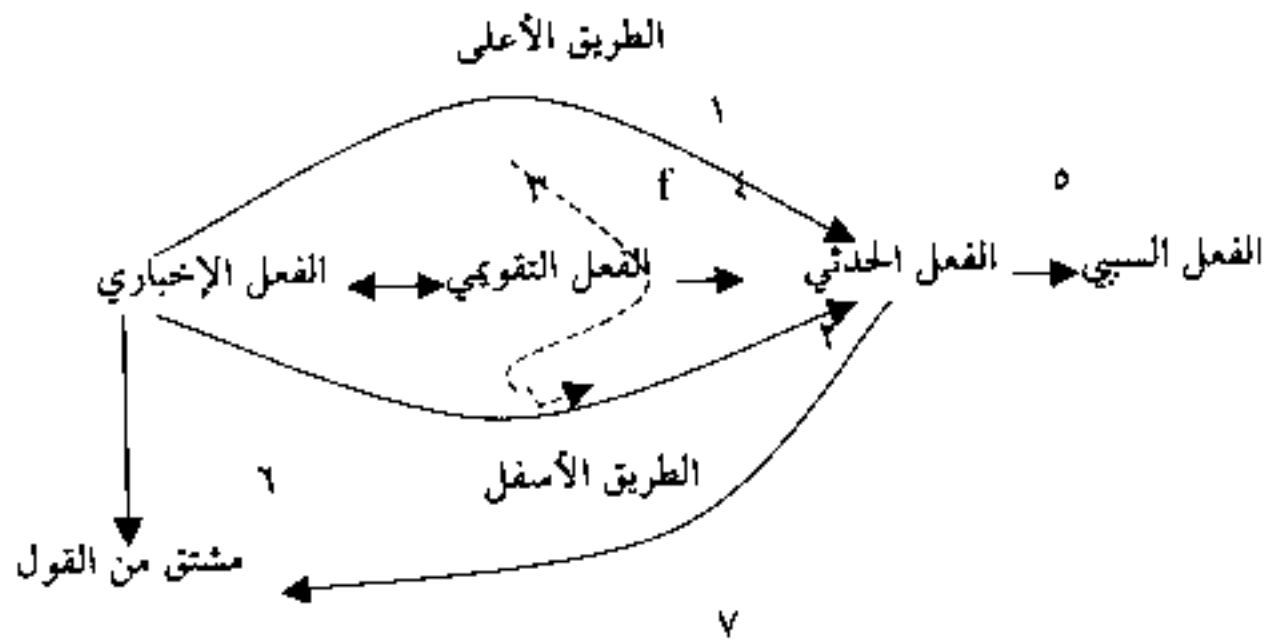 الطريق الأعلى
١
٣ f ٤ ٥
الفعل الإخباري الفعل التقويمي الفعل الحدثي الفعل السببي
٢
الطريق الأسفل
٦
مشتق من القول
٧